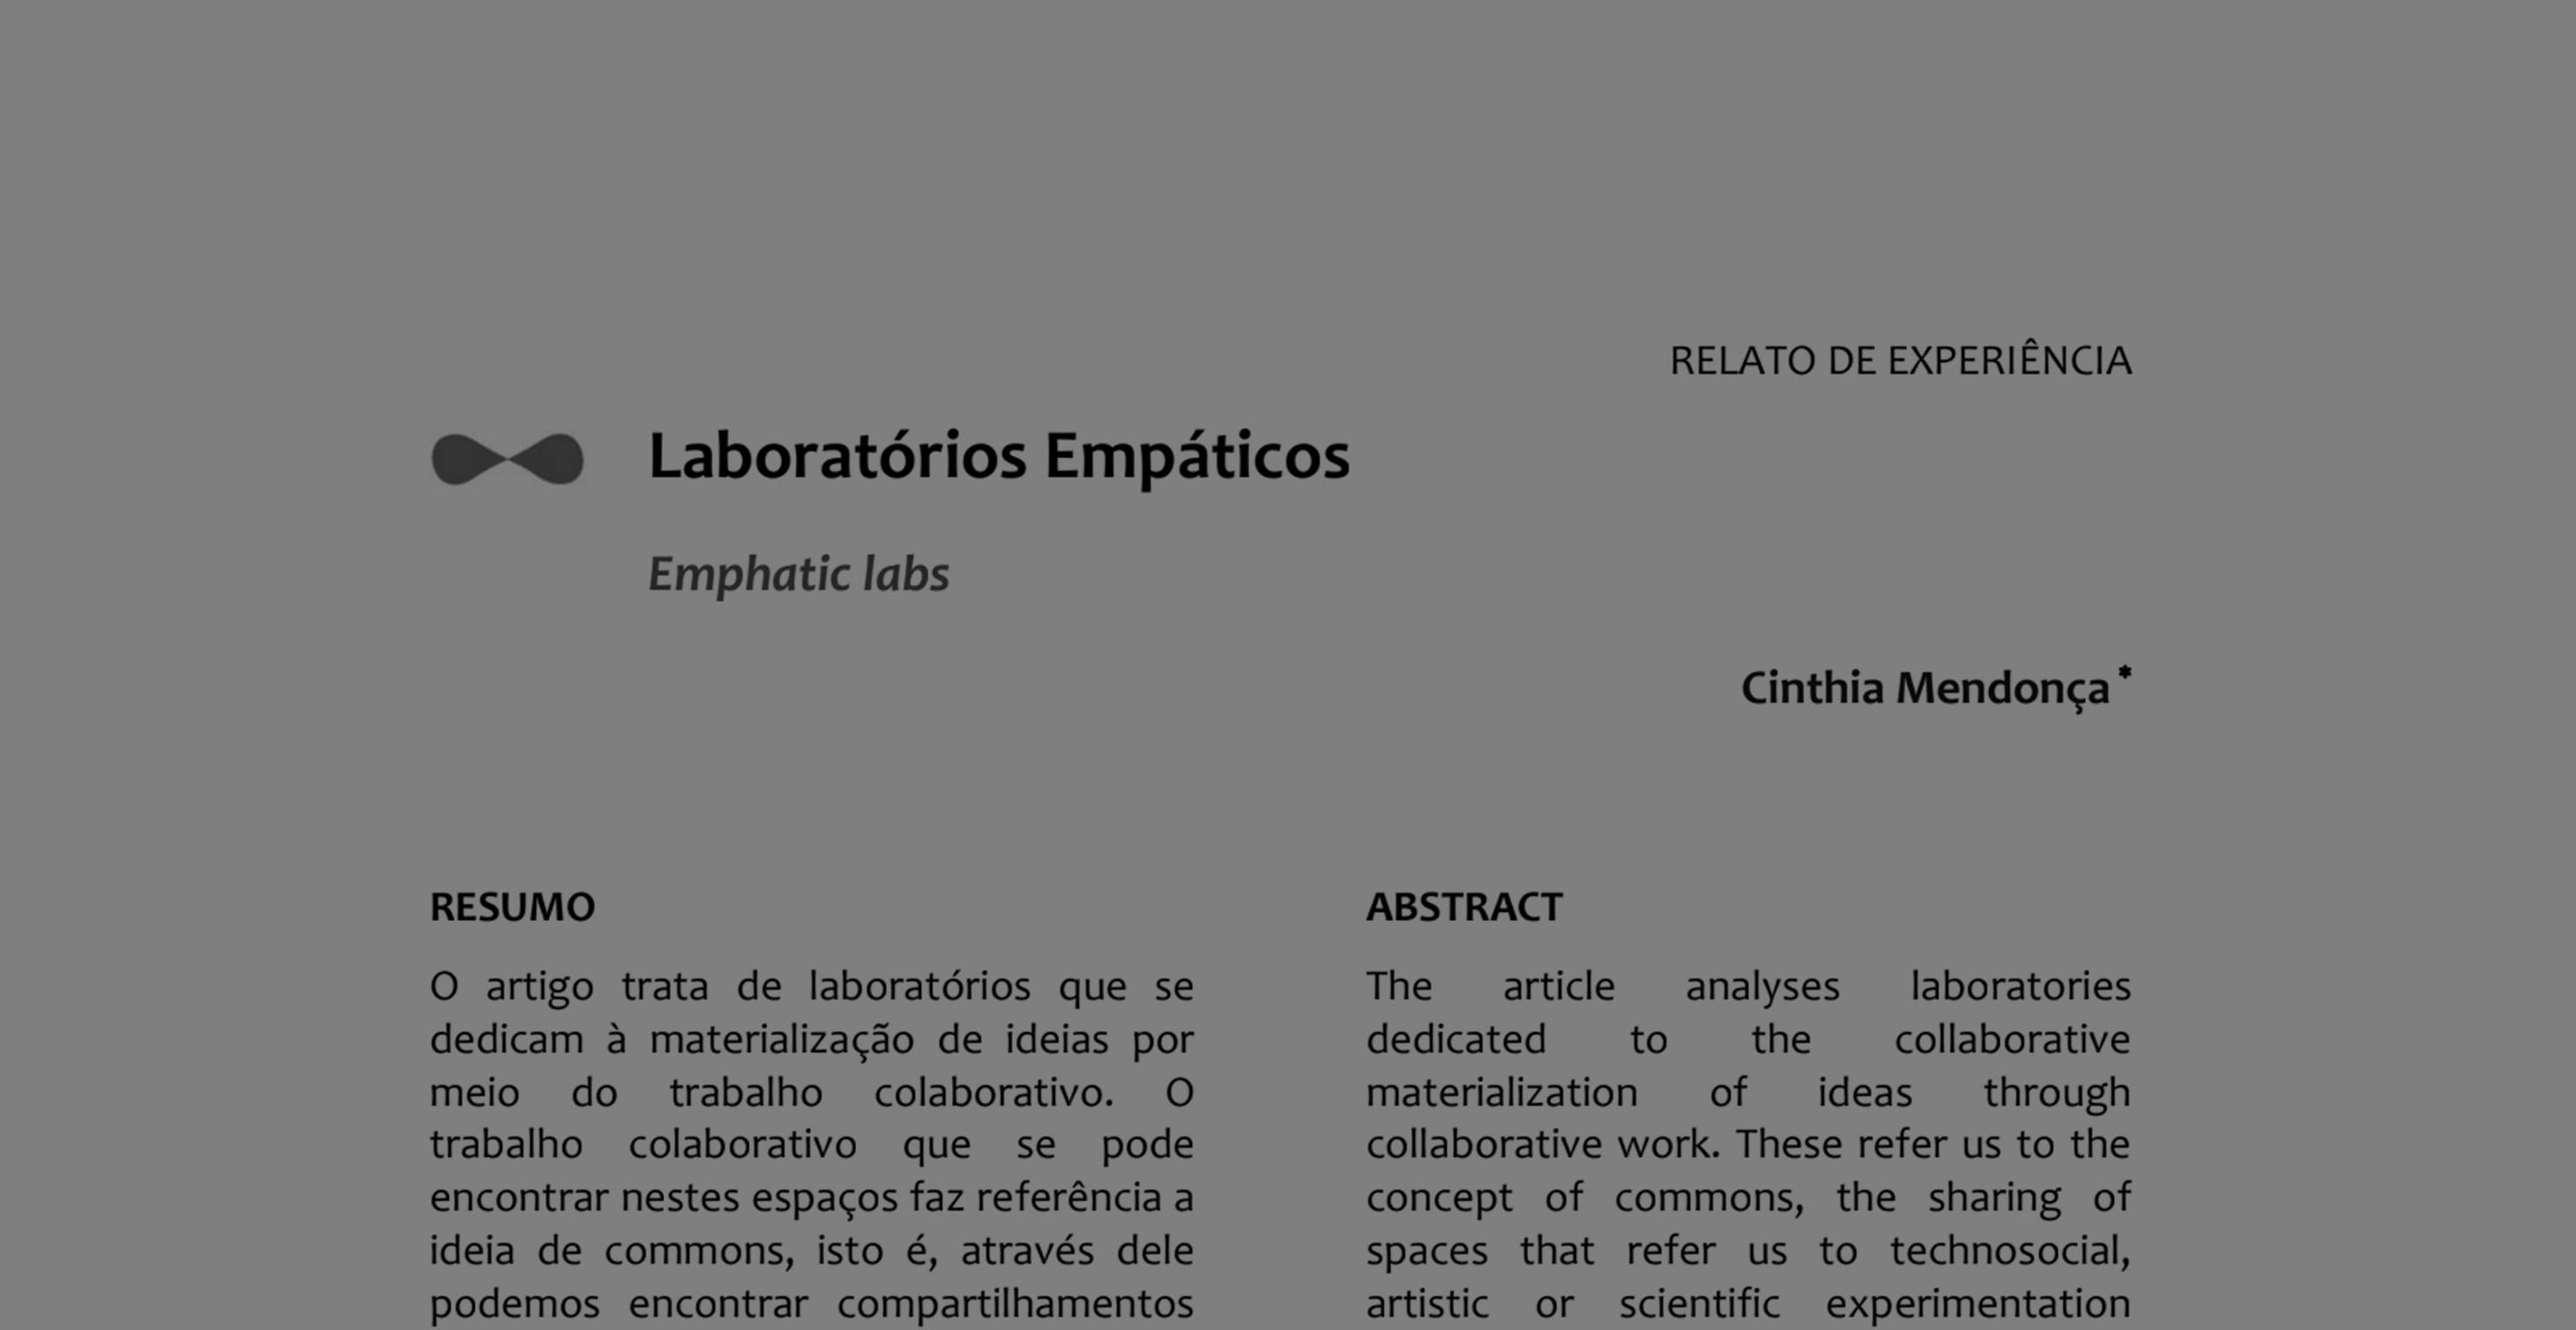 RELATO DE EXPERIÊNCIA
Laboratórios Empáticos
Emphatic labs
Cinthia Mendonça*
RESUMO
O artigo trata de laboratórios que se
dedicam à materialização de ideias por
meio do trabalho colaborativo. O
trabalho colaborativo que se pode
encontrar nestes espaços faz referência a
ideia de commons, isto é, através dele
podemos encontrar compartilhamentos
ABSTRACT
The article analyses laboratories
dedicated to the collaborative
materialization of ideas through
collaborative work. These refer us to the
concept of commons, the sharing of
spaces that refer us to technosocial,
artistic or scientific experimentation